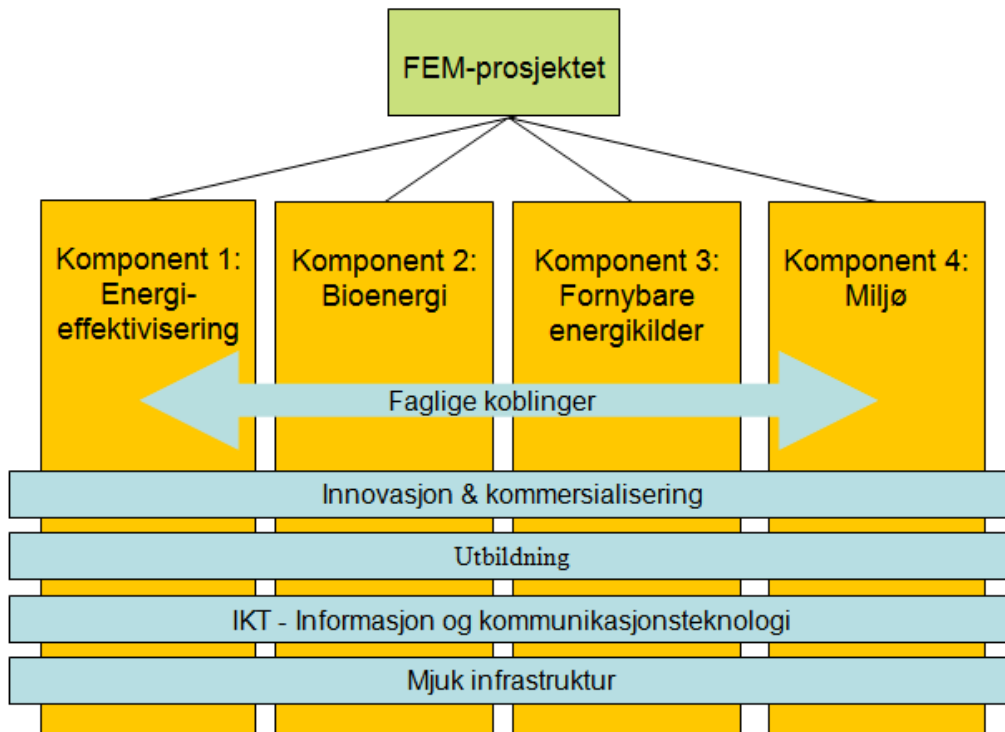 FEM-prosjektet
Komponent 1:
Energi-
effektivisering
Komponent 2:
Bioenergi
Komponent 3:
Fornybare
energikilder
Komponent 4:
Miljø
Faglige koblinger
Innovasjon & kommersialisering
Utbildning
IKT - Informasjon og kommunikasjonsteknologi
Mjuk infrastruktur